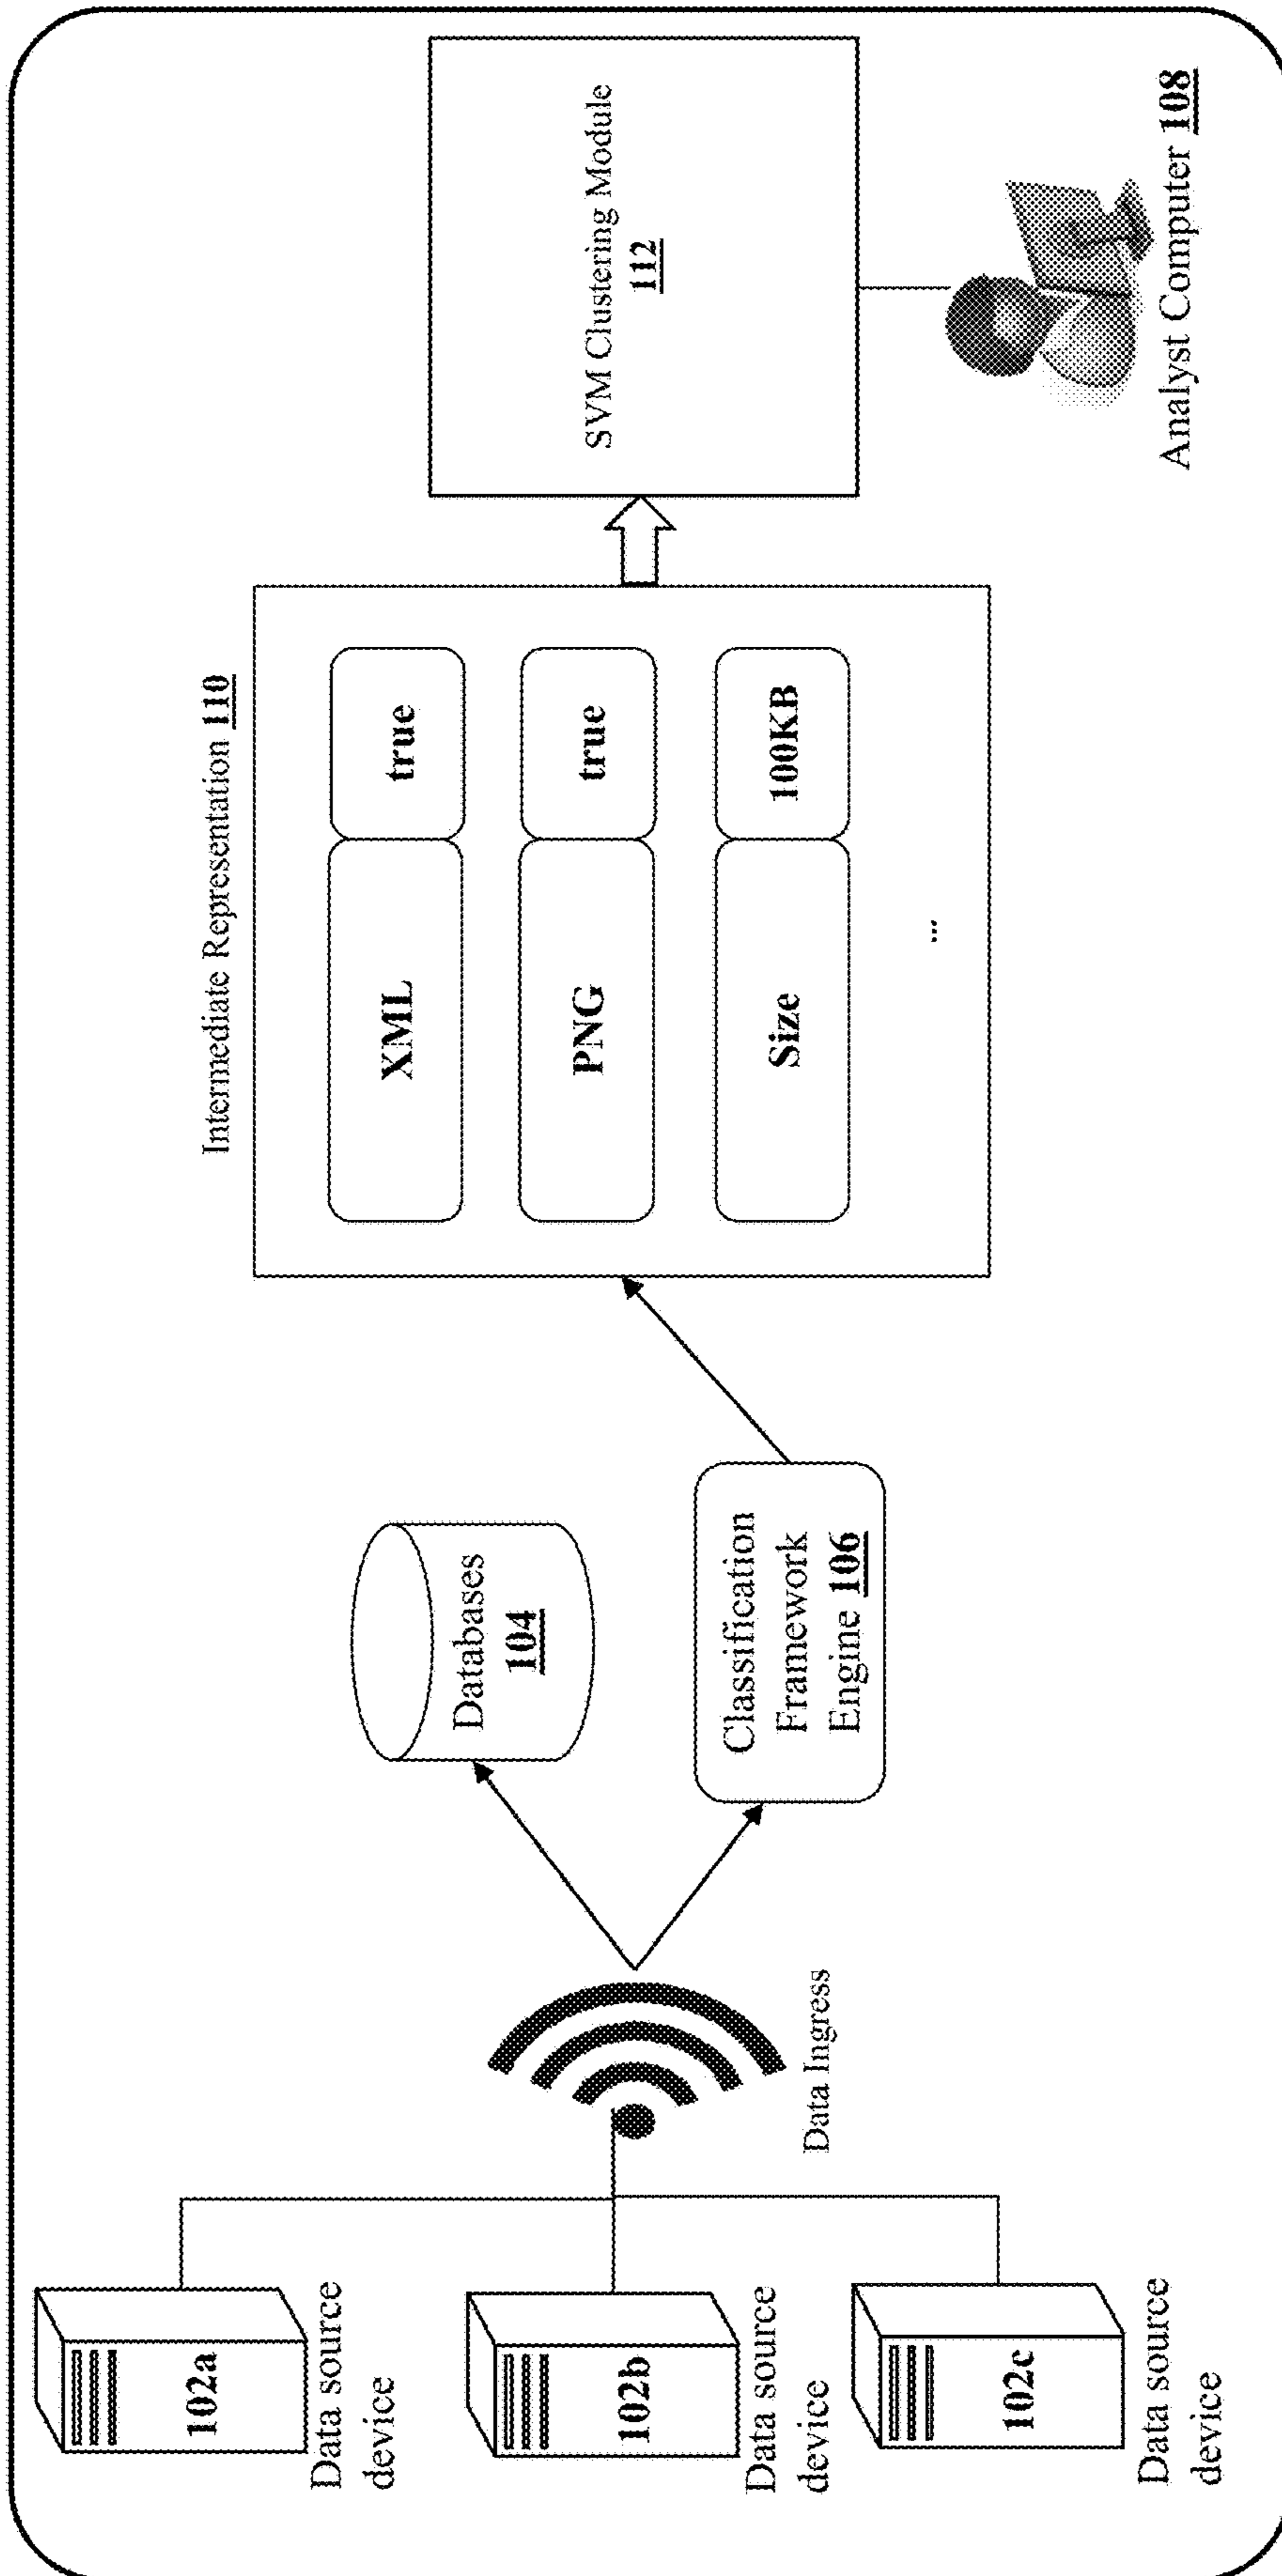 102a
Data source
device
102b
Data source
device
102c
Data source
device
Data Ingress
Databases
104
Classification
Framework
Engine 106
Intermediate Representation 110
XML
true
PNG
true
Size
100KB
...
SVM Clustering Module
112
Analyst Computer 108